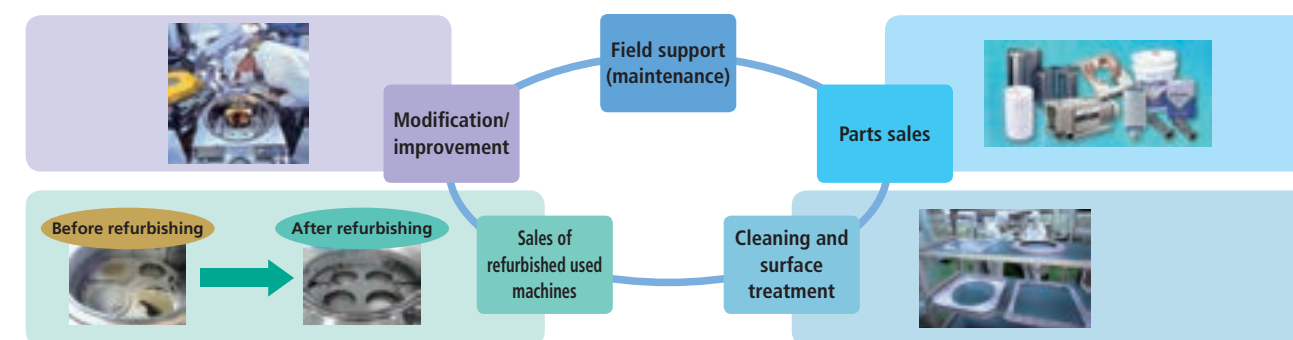 Field support
(maintenance)
Modification/
improvement
Parts sales
Before refurbishing
After refurbishing
Sales of
refurbished used
machines
Cleaning and
surface
treatment